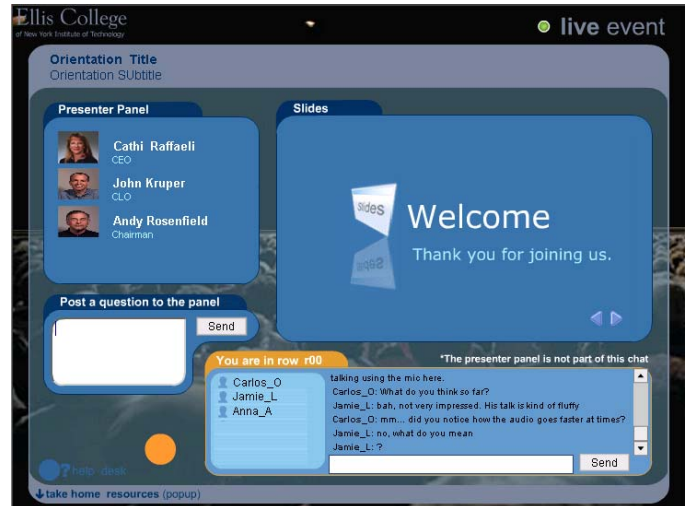 Ellis College
of New York Institute of Technology
live event
Orientation Title
Orientation SUbtitle
Presenter Panel
Cathi Raffaeli
CEO
John Kruper
CLO
Andy Rosenfield
Chairman
Slides
slides
Welcome
Thank you for joining us.
Post a question to the panel
Send
You are in row r00
*The presenter panel is not part of this chat
Carlos_O
Jamie_L
Anna_A
talking using the mic here.
Carlos_O: What do you think so far?
Jamie_L: bah, not very impressed. His talk is kind of fluffy
Carlos_O: mm... did you notice how the audio goes faster at times?
Jamie_L: no, what do you mean
Jamie_L: ?
Send
? help desk
take home resources (popup)